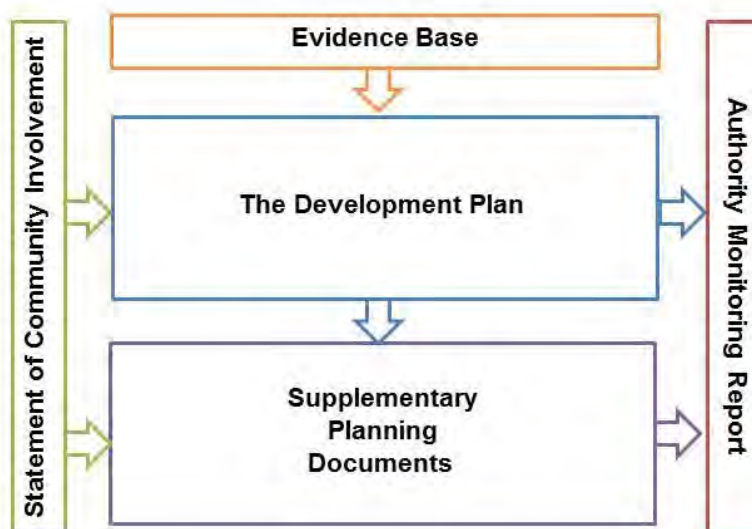 Statement of Community Involvement
Evidence Base
The Development Plan
Supplementary
Planning
Documents
Authority Monitoring Report